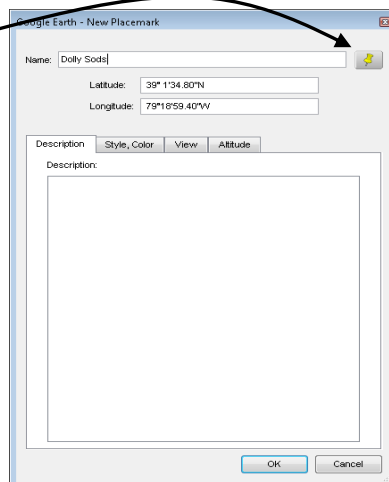 Google Earth - New Placemark
Name: Dolly Sods
Latitude: 39° 1'34.80"N
Longitude: 79°18'59.40"W
Description Style, Color View Altitude
Description:
OK Cancel